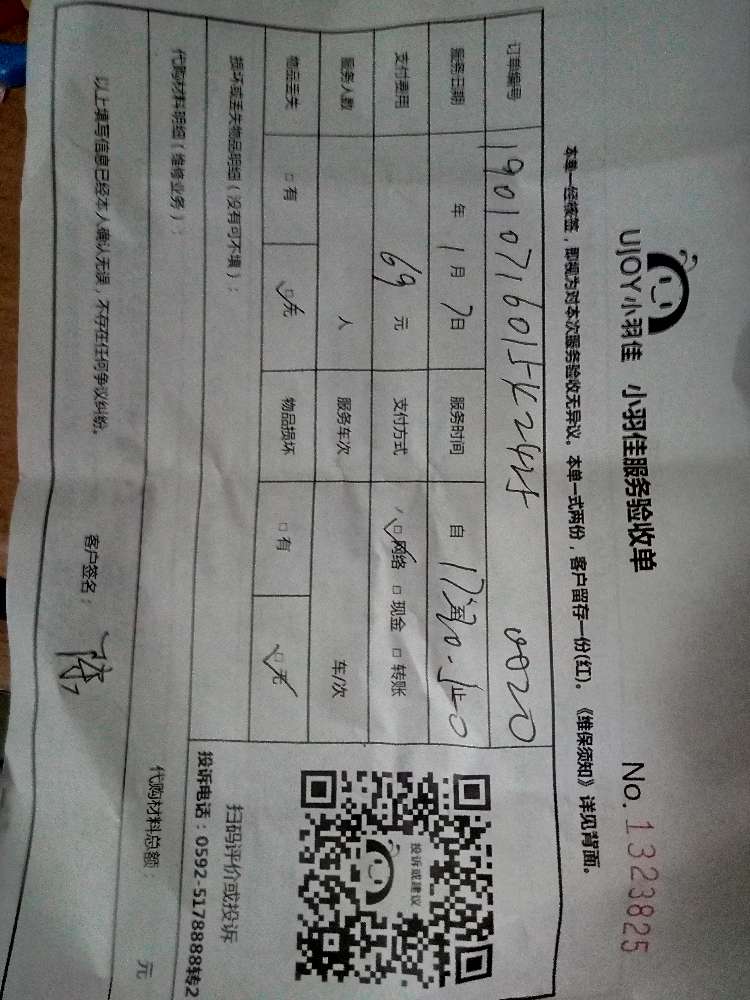 UJOY小羽佳 小羽佳服务验收单
No. 1323825
本单一经核签，即视为对本次服务验收无异议。本单一式两份，客户留存一份(红)。《维保须知》详见背面。
订单编号 19010716015 0020
服务日期 年 1 月 7 日 服务时间 自 止
支付费用 69 元 支付方式 □网络 □现金 □转账
服务人数 人 服务车次 车/次
物品丢失 □有 □无 物品损坏 □有 □无
投诉或建议
扫码评价或投诉
投诉电话：0592-5178888转2
损坏或丢失物品明细（没有可不填）：
代购材料明细（维修业务）：
代购材料总额： 元
以上填写信息已经本人确认无误，不存在任何争议纠纷。
客户签名：